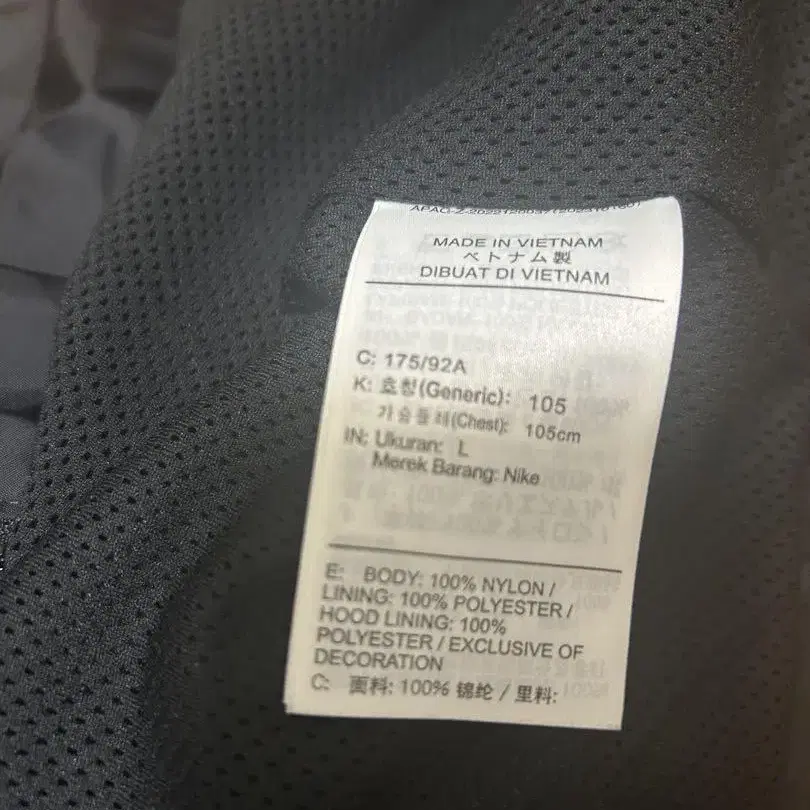 MADE IN VIETNAM
ベトナム製
DIBUAT DI VIETNAM
C: 175/92A
K: 호칭(Generic): 105
가슴둘레(Chest): 105cm
IN: Ukuran: L
Merek Barang: Nike
E: BODY: 100% NYLON /
LINING: 100% POLYESTER /
HOOD LINING: 100%
POLYESTER / EXCLUSIVE OF
DECORATION
C: 面料: 100% 锦纶 / 里料: